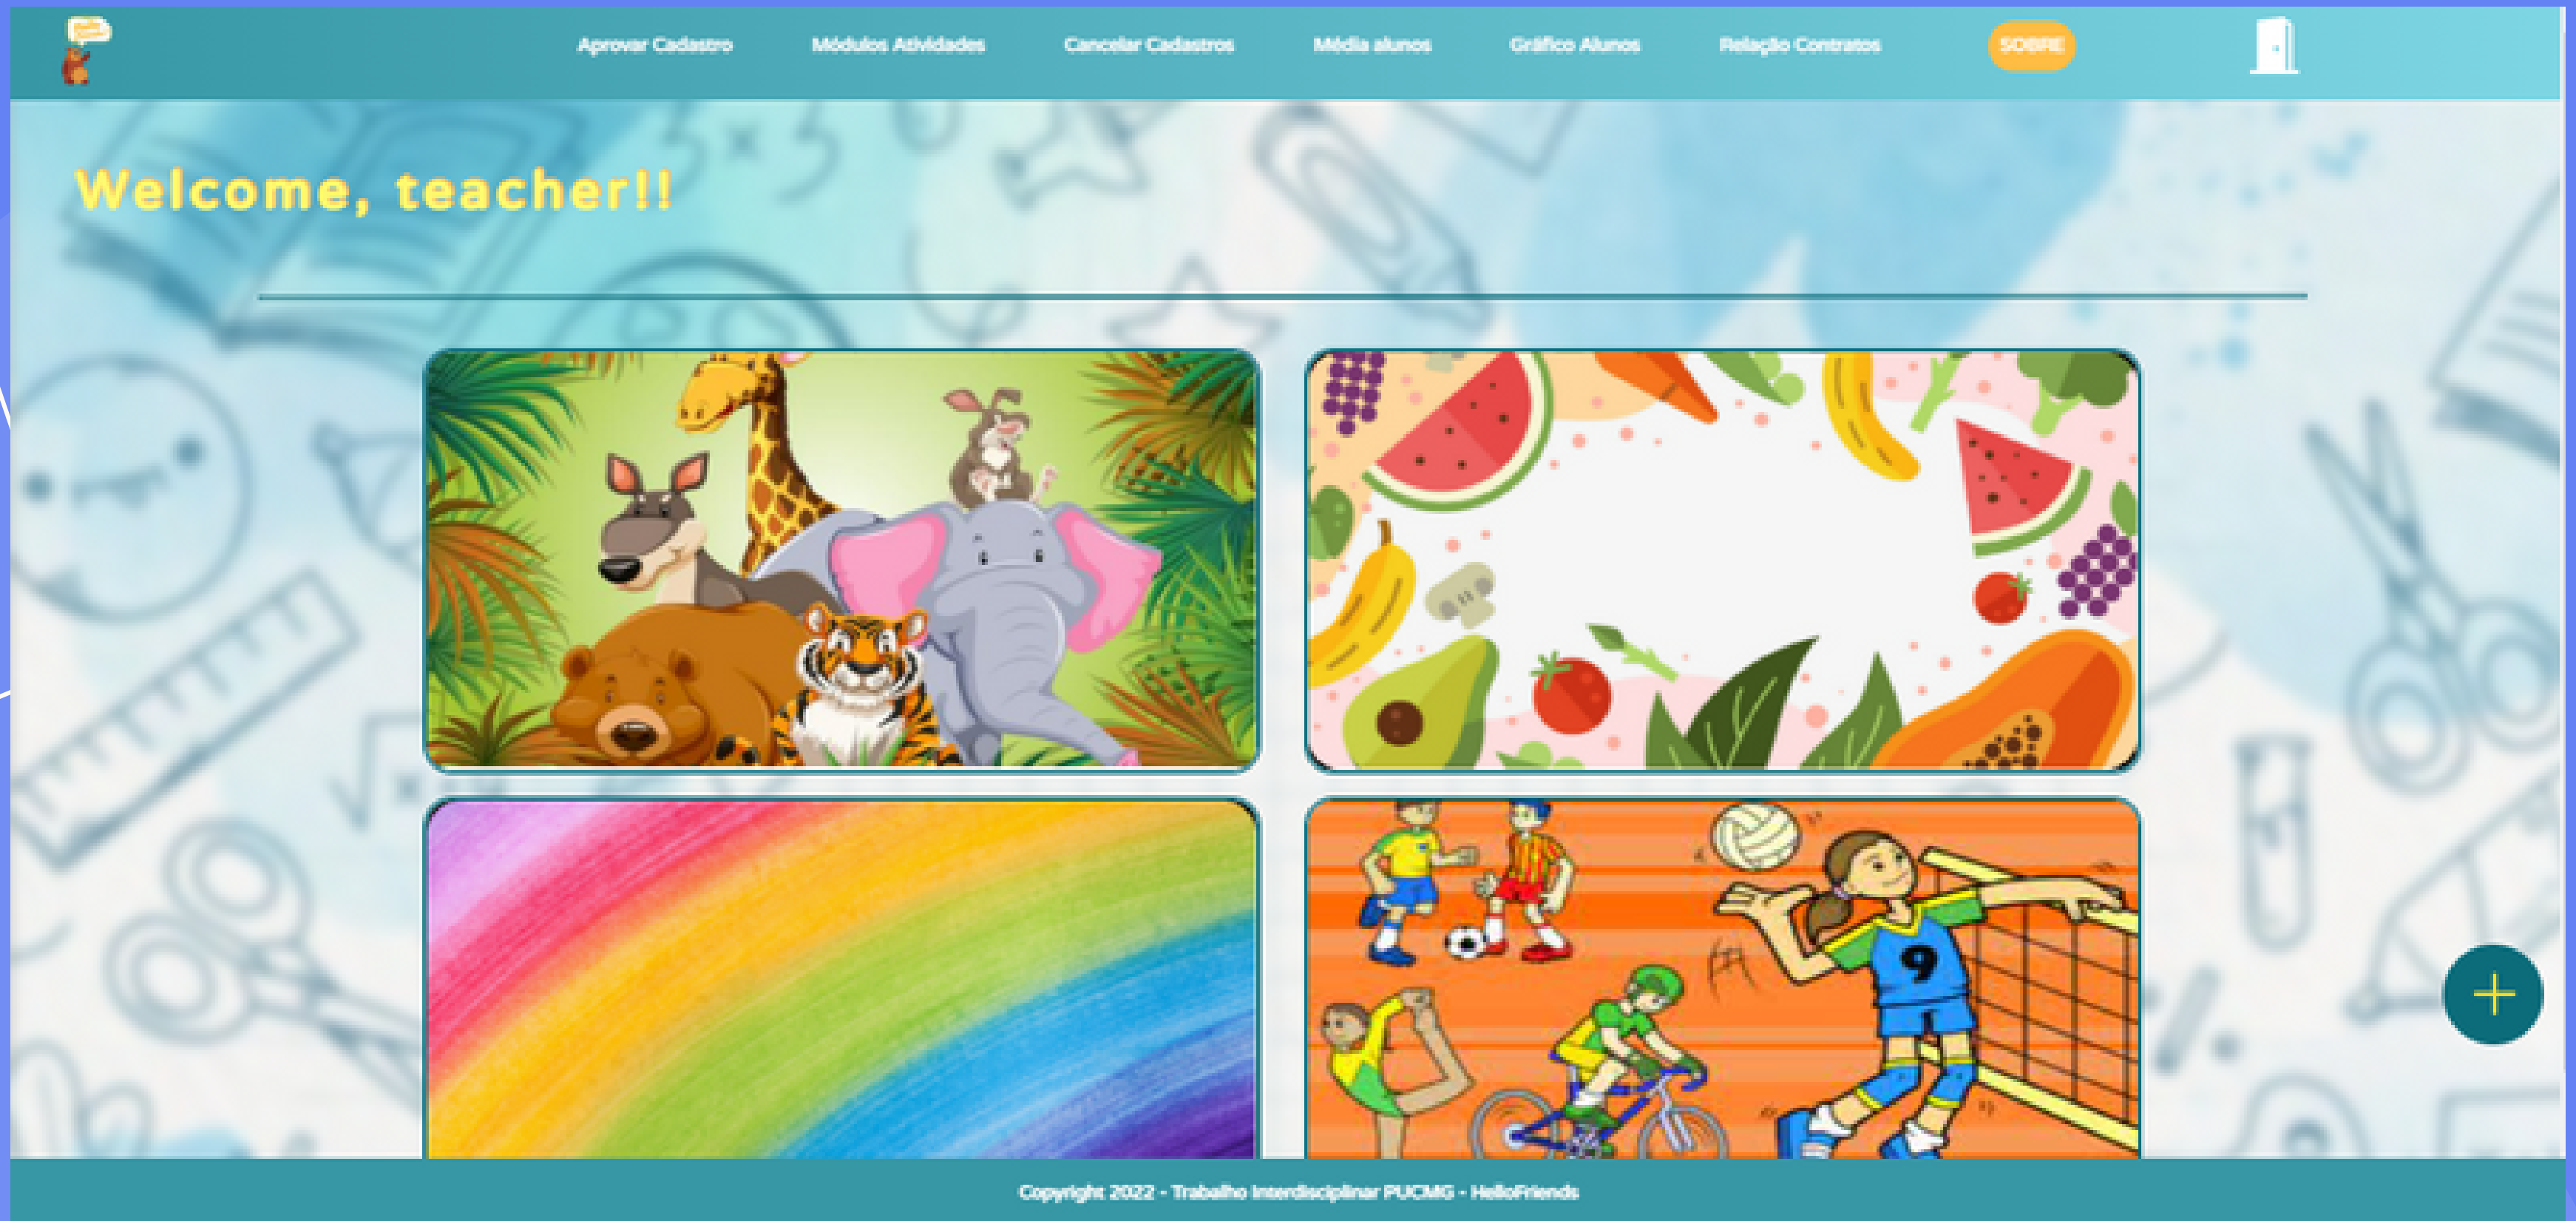 Aprovar Cadastro
Módulos Atividades
Cancelar Cadastros
Média alunos
Gráfico Alunos
Relação Contratos
SOBRE
Welcome, teacher!!
9
Copyright 2022 - Trabalho Interdisciplinar PUCMG - HelloFriends